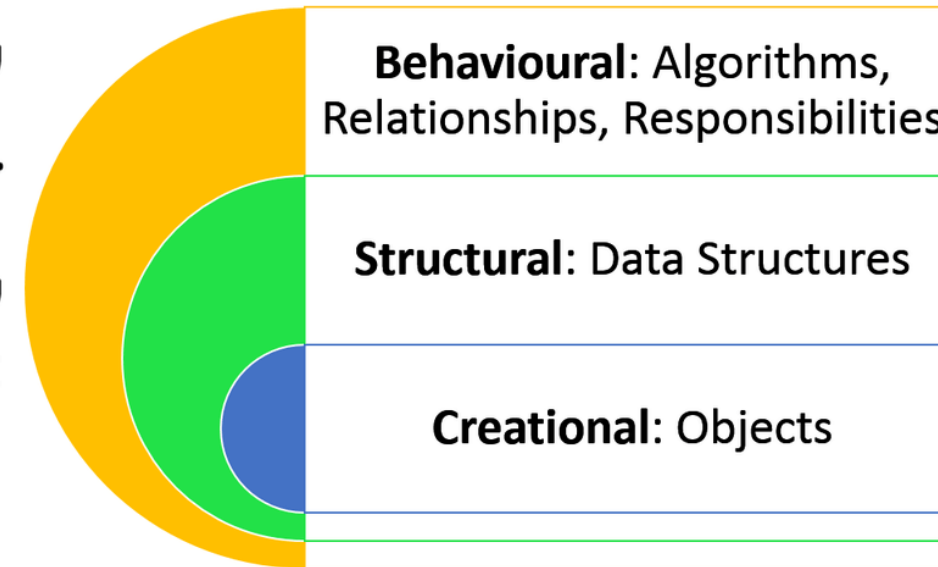 Behavioural: Algorithms,
Relationships, Responsibilities
Structural: Data Structures
Creational: Objects